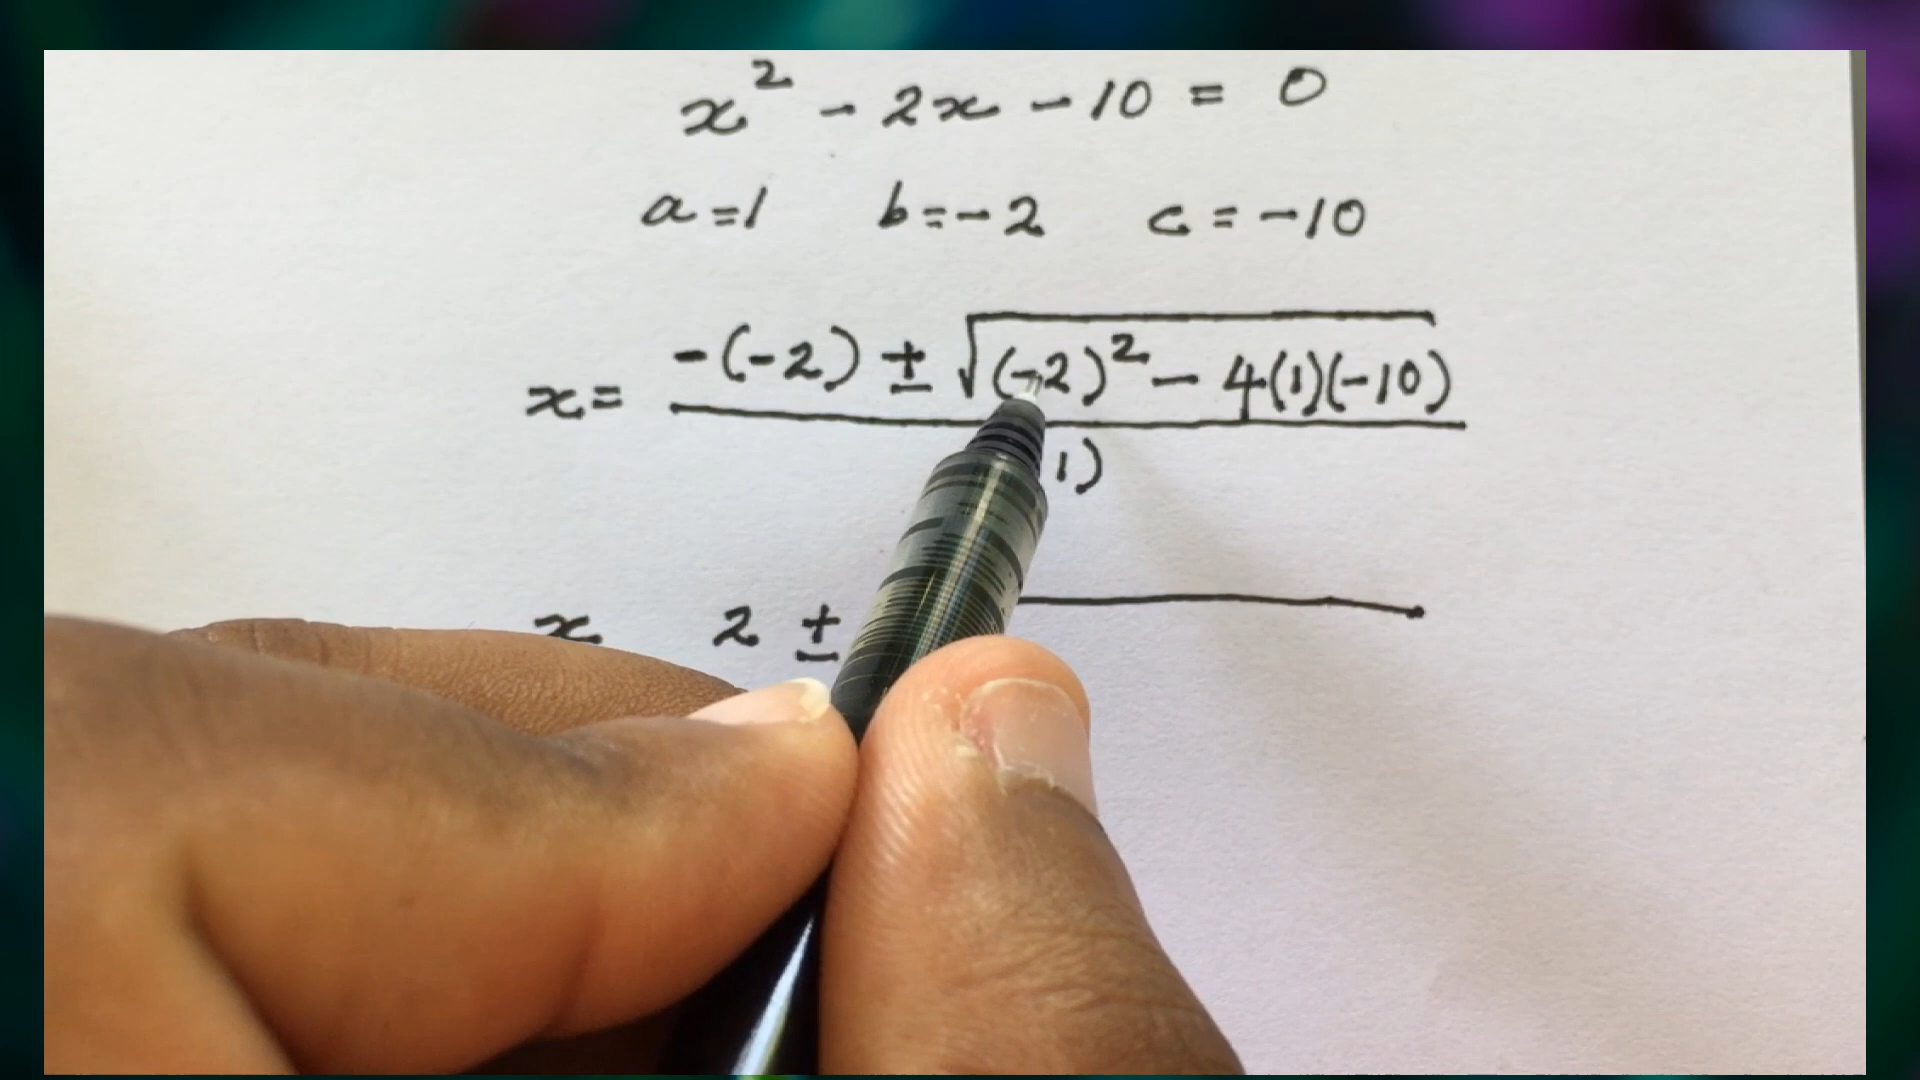 x² - 2x - 10 = 0
a=1 b=-2 c=-10
x= -(-2) ± √(-2)² - 4(1)(-10)
1)
x 2 ±